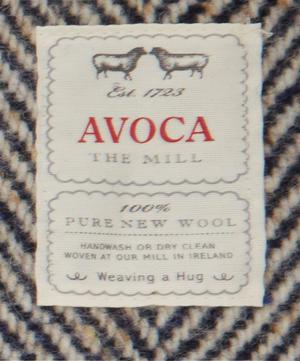 Est. 1723
AVOCA
THE MILL
100%
PURE NEW WOOL
HANDWASH OR DRY CLEAN
WOVEN AT OUR MILL IN IRELAND
Weaving a Hug